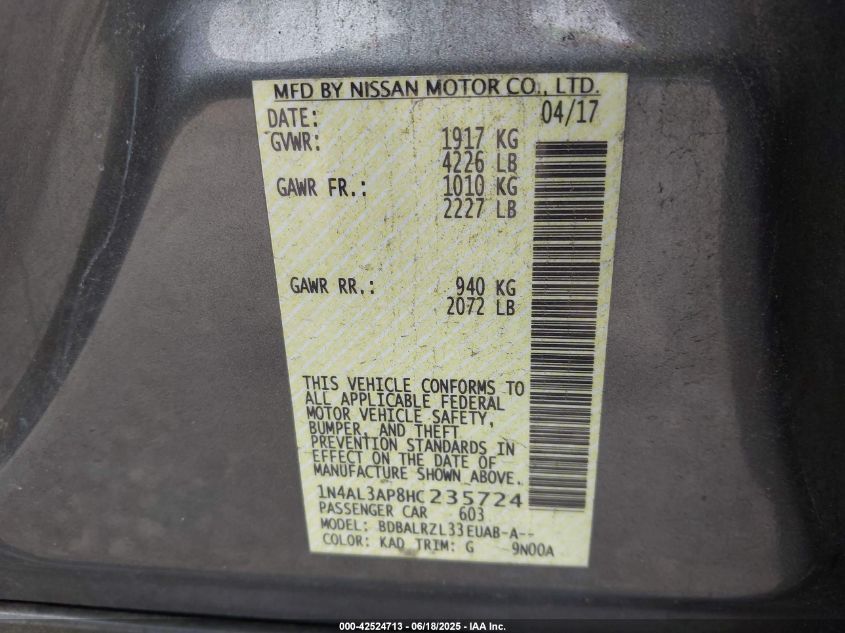 MFD BY NISSAN MOTOR CO., LTD.
DATE: 04/17
GVWR: 1917 KG
4226 LB
GAWR FR.: 1010 KG
2227 LB
GAWR RR.: 940 KG
2072 LB
THIS VEHICLE CONFORMS TO
ALL APPLICABLE FEDERAL
MOTOR VEHICLE SAFETY,
BUMPER, AND THEFT
PREVENTION STANDARDS IN
EFFECT ON THE DATE OF
MANUFACTURE SHOWN ABOVE.
1N4AL3AP8HC235724
PASSENGER CAR 603
MODEL: BDBALRZL33EUAB-A--
COLOR: KAD TRIM: G 9N00A
000-42524713 - 06/18/2025 - IAA Inc.